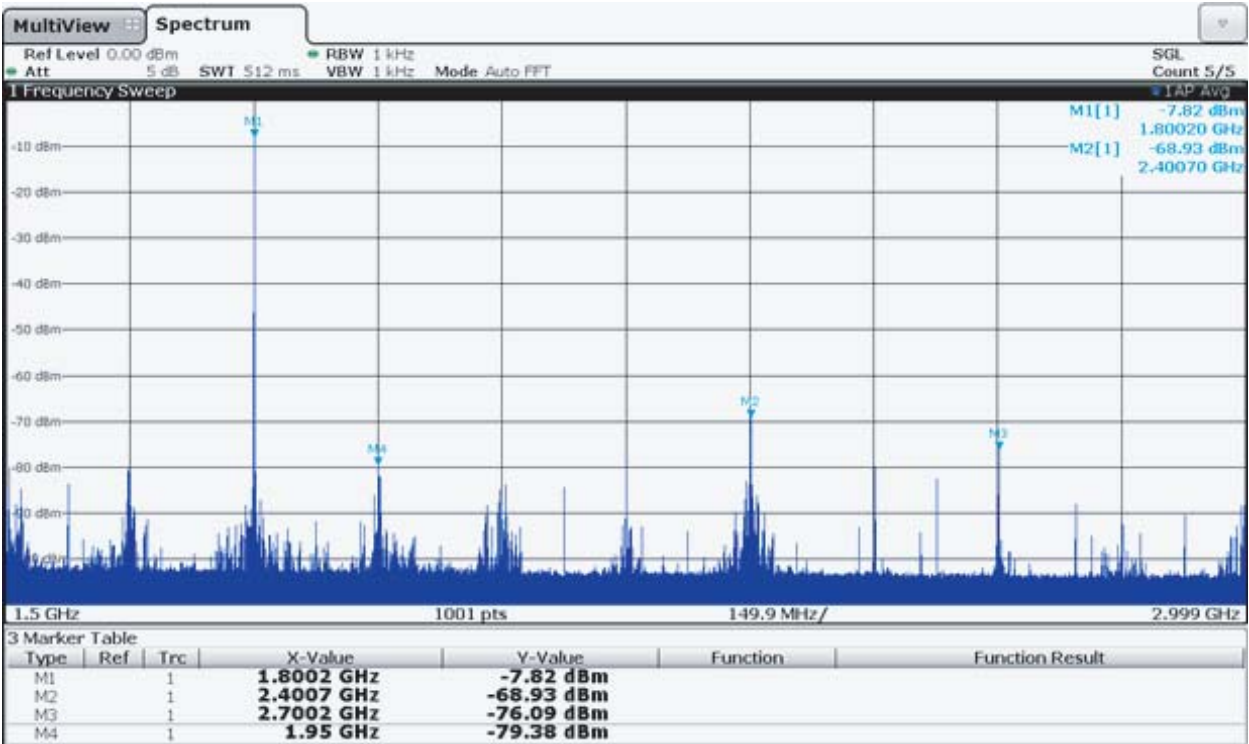 MultiView Spectrum
Ref Level 0.00 dBm RBW 1 kHz SGL
Att 5 dB SWT 512 ms VBW 1 kHz Mode Auto FFT Count 5/5
1 Frequency Sweep 1AP Avg
M1[1] -7.82 dBm
1.80020 GHz
M2[1] -68.93 dBm
2.40070 GHz
M1
-10 dBm
-20 dBm
-30 dBm
-40 dBm
-50 dBm
-60 dBm
M2
-70 dBm
M3
M4
-80 dBm
1.5 GHz 1001 pts 149.9 MHz/ 2.999 GHz
3 Marker Table
Type Ref Trc X-Value Y-Value Function Function Result
M1 1 1.8002 GHz -7.82 dBm
M2 1 2.4007 GHz -68.93 dBm
M3 1 2.7002 GHz -76.09 dBm
M4 1 1.95 GHz -79.38 dBm